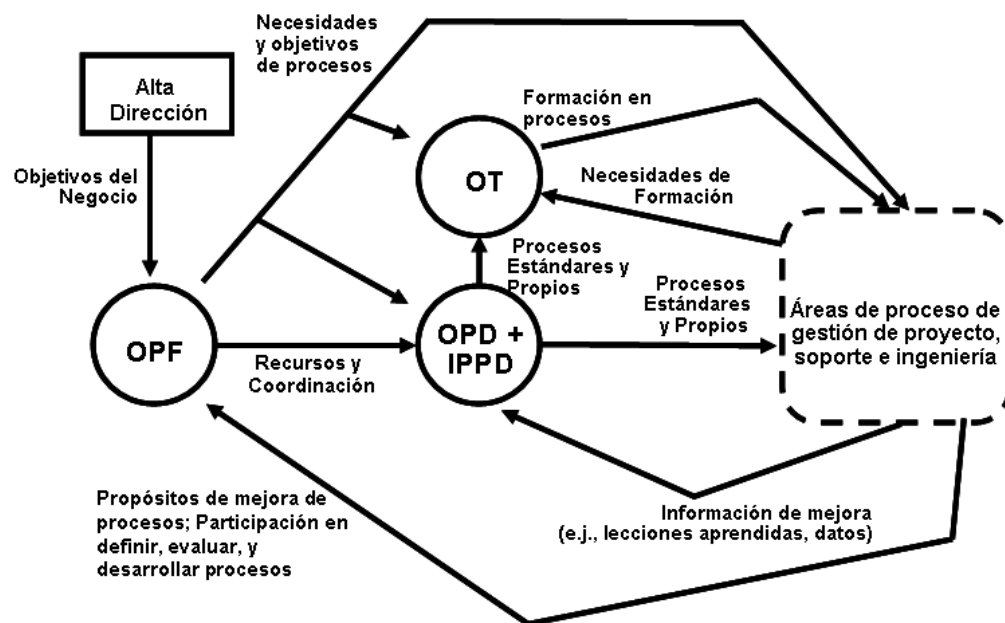 Necesidades
y objetivos
de procesos
Alta
Dirección
Formación en
procesos
Objetivos del
Negocio
OT
Necesidades de
Formación
Procesos
Estándares y
Propios
Procesos
Estándares
y Propios
Áreas de proceso de
gestión de proyecto,
soporte e ingeniería
OPF
OPD +
IPPD
Recursos y
Coordinación
Propósitos de mejora de
procesos; Participación en
definir, evaluar, y
desarrollar procesos
Información de mejora
(e.j., lecciones aprendidas, datos)